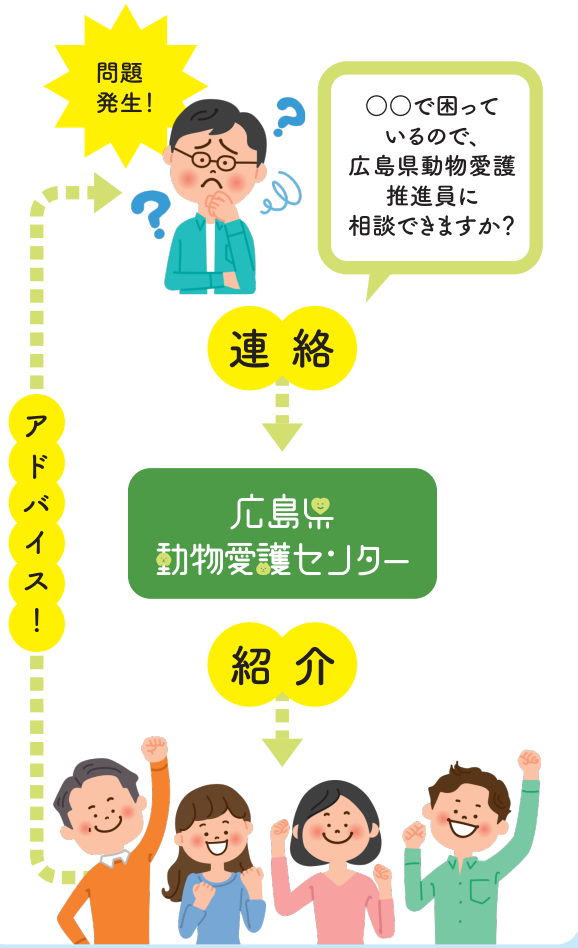 問題
発生！
○○で困って
いるので、
広島県動物愛護
推進員に
相談できますか？
連絡
広島県
動物愛護センター
紹介
アドバイス！